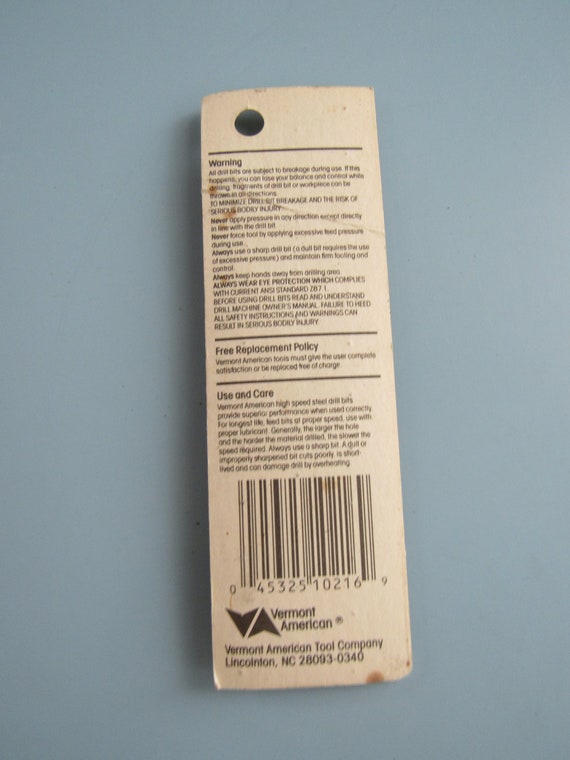 Warning
All drill bits are subject to breakage during use. If this
happens, you can lose your balance and control while
drilling, fragments of drill bit or workpiece can be
thrown in all directions.
TO MINIMIZE DRILL BIT BREAKAGE AND THE RISK OF
SERIOUS BODILY INJURY:
Never apply pressure in any direction except directly
in line with the drill bit.
Never force tool by applying excessive feed pressure
during use.
Always use a sharp drill bit (a dull bit requires the use
of excessive pressure) and maintain firm footing and
control.
Always keep hands away from drilling area.
ALWAYS WEAR EYE PROTECTION WHICH COMPLIES
WITH CURRENT ANSI STANDARD Z87.1.
BEFORE USING DRILL BITS READ AND UNDERSTAND
DRILL MACHINE OWNER'S MANUAL. FAILURE TO HEED
ALL SAFETY INSTRUCTIONS AND WARNINGS CAN
RESULT IN SERIOUS BODILY INJURY.
Free Replacement Policy
Vermont American tools must give the user complete
satisfaction or be replaced free of charge.
Use and Care
Vermont American high speed steel drill bits
provide superior performance when used correctly.
For longest life, feed bits at proper speed, use with
proper lubricant. Generally, the larger the hole
and the harder the material drilled, the slower the
speed required. Always use a sharp bit. A dull or
improperly sharpened bit cuts poorly, is short-
lived and can damage drill by overheating.
0 45325 10216 9
Vermont
American ®
Vermont American Tool Company
Lincolnton, NC 28093-0340